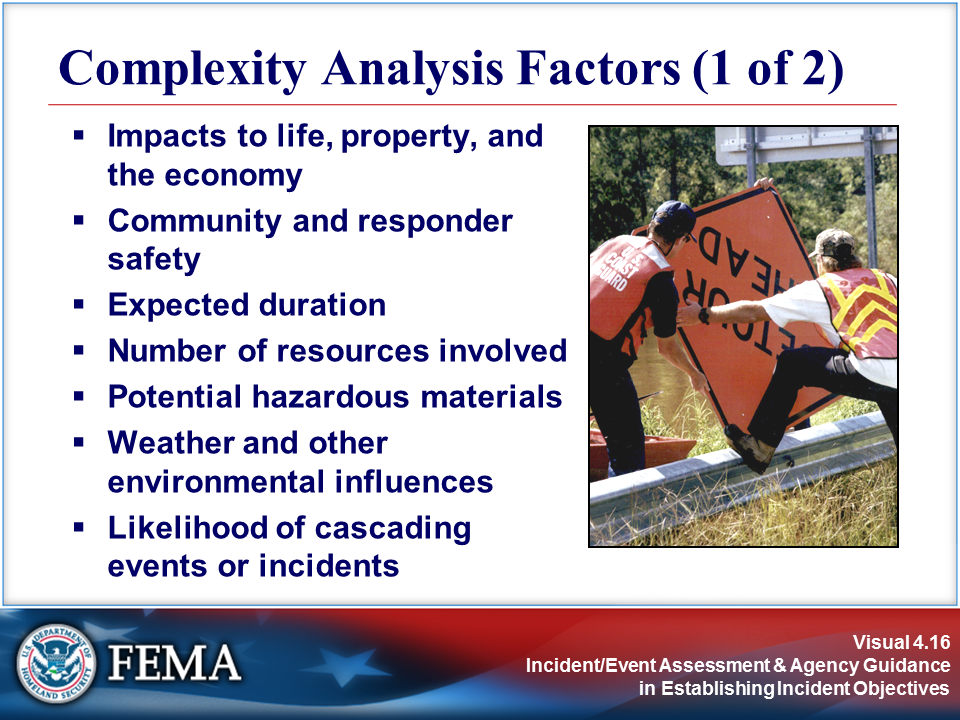 Complexity Analysis Factors (1 of 2)
▪ Impacts to life, property, and
the economy
▪ Community and responder
safety
▪ Expected duration
▪ Number of resources involved
▪ Potential hazardous materials
▪ Weather and other
environmental influences
▪ Likelihood of cascading
events or incidents
U.S.
COAST
GUARD
AHEAD
U.S. DEPARTMENT OF
HOMELAND SECURITY
FEMA
Visual 4.16
Incident/Event Assessment & Agency Guidance
in Establishing Incident Objectives